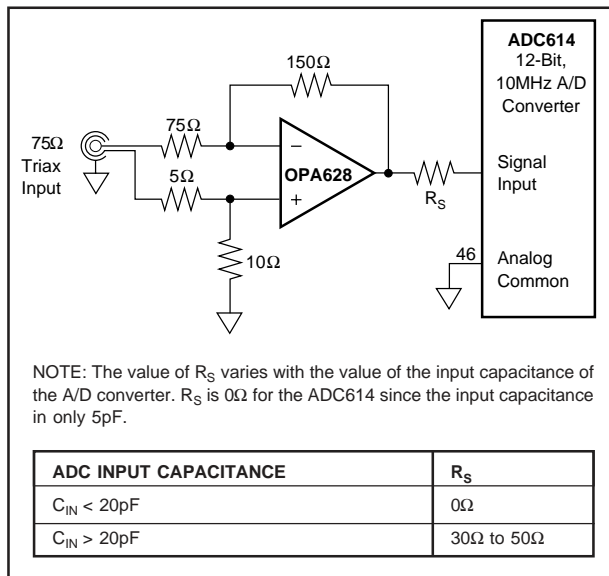 ADC614
12-Bit,
10MHz A/D
Converter
150Ω
75Ω
75Ω
Triax
Input
–
OPA628
+
5Ω
R_S
Signal
Input
10Ω
46
Analog
Common
NOTE: The value of R_S varies with the value of the input capacitance of
the A/D converter. R_S is 0Ω for the ADC614 since the input capacitance
in only 5pF.
ADC INPUT CAPACITANCE R_S
C_IN < 20pF 0Ω
C_IN > 20pF 30Ω to 50Ω